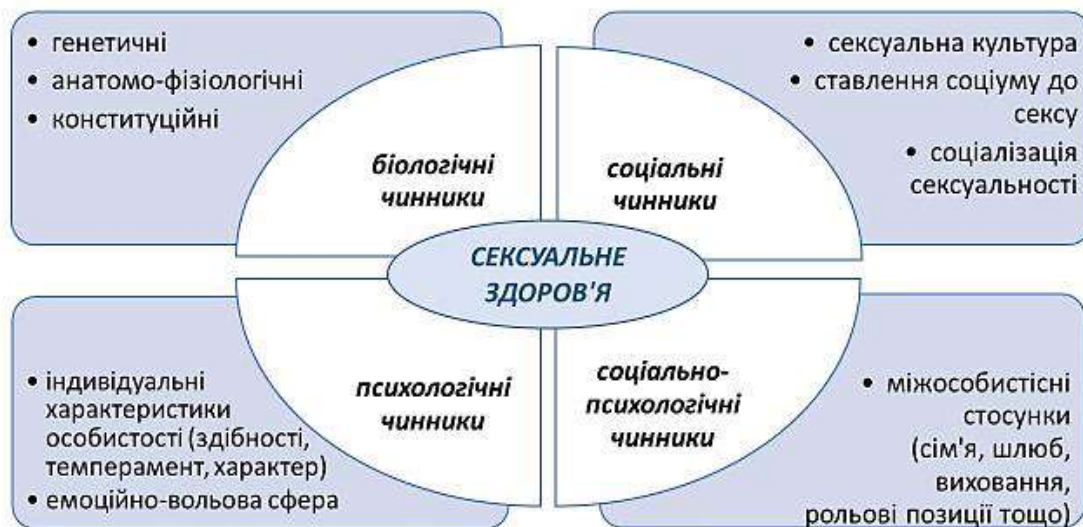 • генетичні
• анатомо-фізіологічні
• конституційні
біологічні
чинники
• сексуальна культура
• ставлення соціуму до
сексу
• соціалізація
сексуальності
соціальні
чинники
СЕКСУАЛЬНЕ
ЗДОРОВ'Я
• індивідуальні
характеристики
особистості (здібності,
темперамент, характер)
• емоційно-вольова сфера
психологічні
чинники
соціально-
психологічні
чинники
• міжособистісні
стосунки
(сім'я, шлюб,
виховання,
рольові позиції тощо)